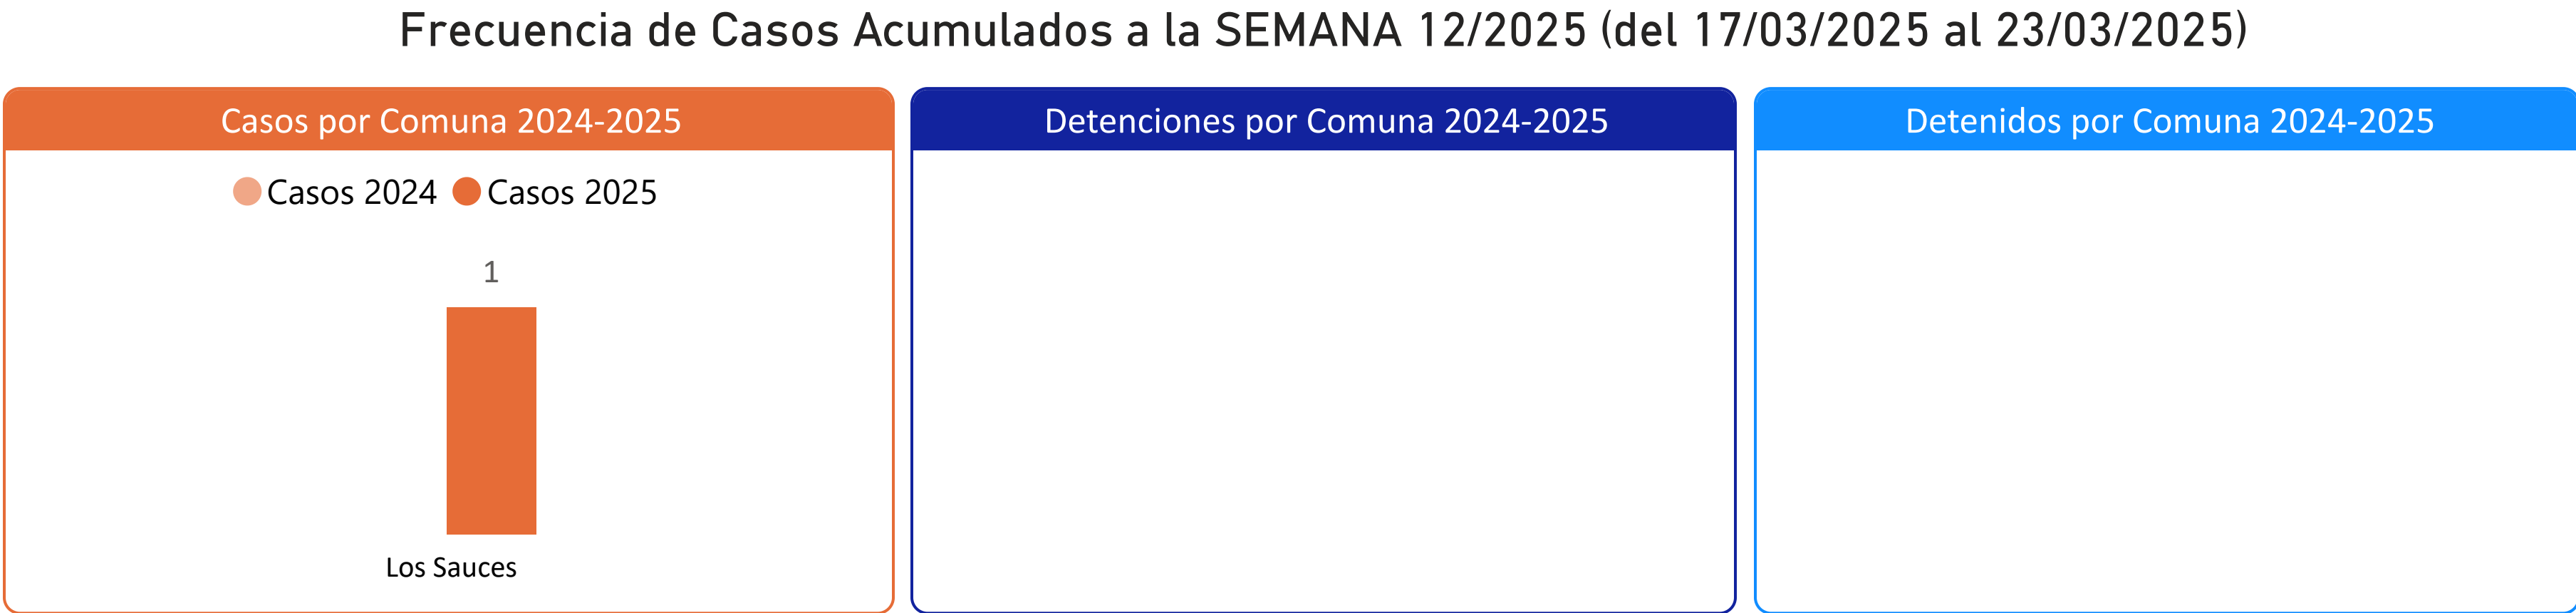 Frecuencia de Casos Acumulados a la SEMANA 12/2025 (del 17/03/2025 al 23/03/2025)
Casos por Comuna 2024-2025
Casos 2024 Casos 2025
1
Los Sauces
Detenciones por Comuna 2024-2025
Detenidos por Comuna 2024-2025